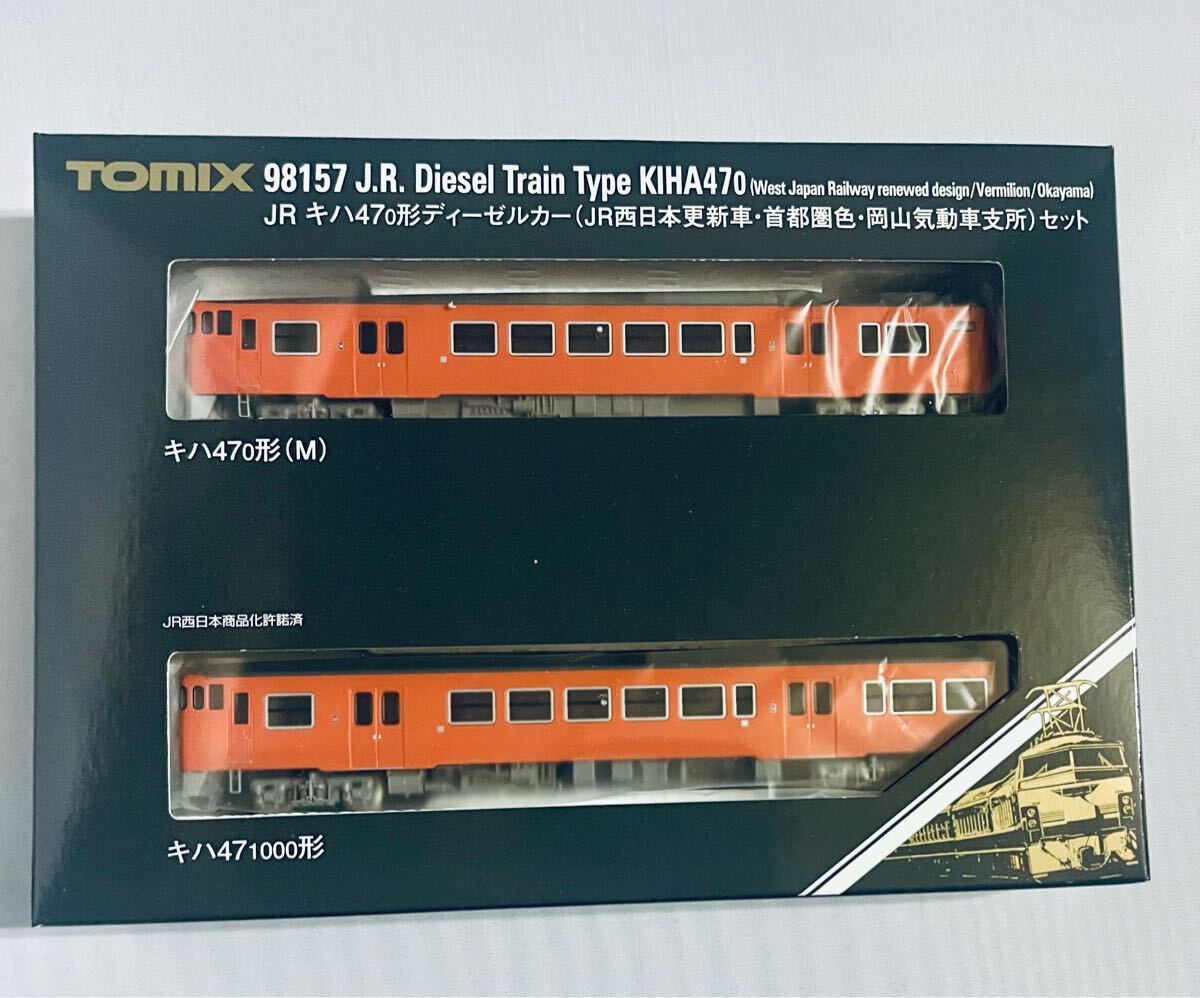 TOMIX 98157 J.R. Diesel Train Type KIHA470 (West Japan Railway renewed design/Vermilion/Okayama)
JR キハ470形ディーゼルカー(JR西日本更新車・首都圏色・岡山気動車支所)セット
キハ470形(M)
JR西日本商品化許諾済
キハ471000形